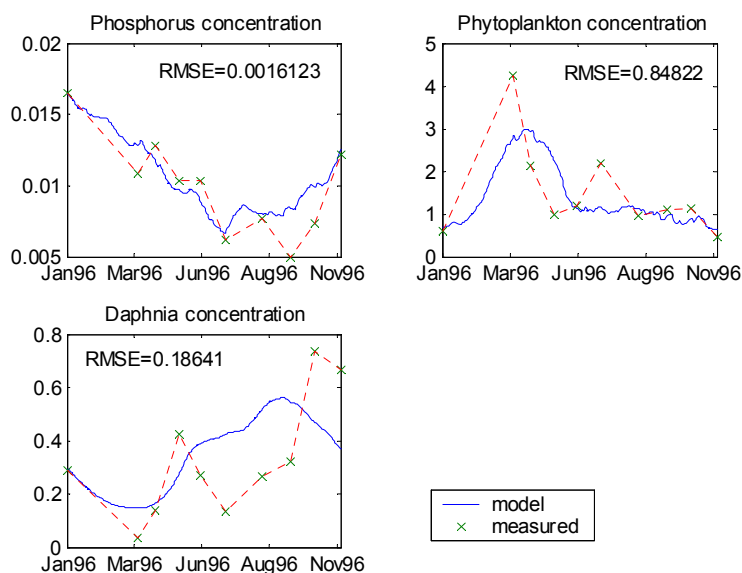 Phosphorus concentration
0.02
0.015
0.01
0.005
RMSE=0.0016123
Jan96 Mar96 Jun96 Aug96 Nov96
Phytoplankton concentration
5
4
3
2
1
0
RMSE=0.84822
Jan96 Mar96 Jun96 Aug96 Nov96
Daphnia concentration
0.8
0.6
0.4
0.2
0
RMSE=0.18641
Jan96 Mar96 Jun96 Aug96 Nov96
model
measured